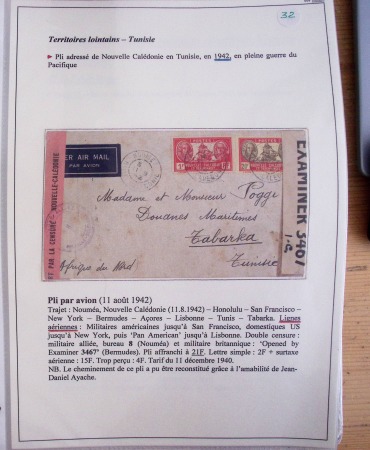 32
Territoires lointains – Tunisie
► Pli adressé de Nouvelle Calédonie en Tunisie, en 1942, en pleine guerre du
Pacifique
AIR MAIL
PAR AVION
PAR LA CENSURE - NOUVELLE-CALÉDONIE
EXAMINER 3467
Madame et Monsieur Poggi
Douanes Maritimes
Tabarka
Tunisie
Afrique du Nord
Pli par avion (11 août 1942)
Trajet : Nouméa, Nouvelle Calédonie (11.8.1942) – Honolulu – San Francisco –
New York – Bermudes – Açores – Lisbonne – Tunis – Tabarka. Lignes
aériennes : Militaires américaines jusqu'à San Francisco, domestiques US
jusqu'à New York, puis 'Pan American' jusqu'à Lisbonne. Double censure :
militaire alliée, bureau 8 (Nouméa) et militaire britannique : 'Opened by
Examiner 3467' (Bermudes). Pli affranchi à 21F. Lettre simple : 2F + surtaxe
aérienne : 15F. Trop perçu : 4F. Tarif du 11 décembre 1940.
NB. Le cheminement de ce pli a pu être reconstitué grâce à l'amabilité de Jean-
Daniel Ayache.